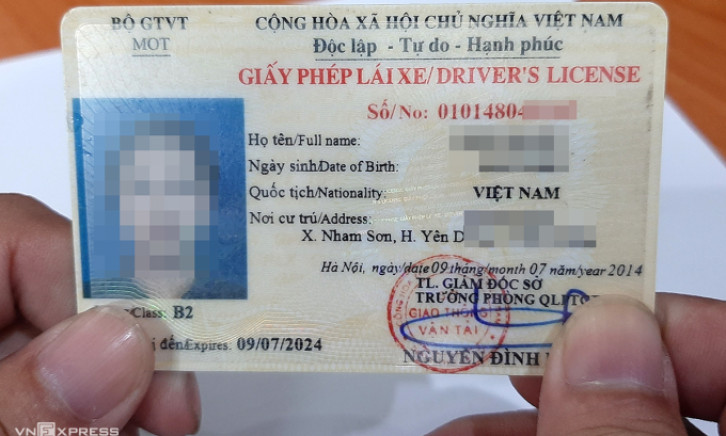 BỘ GTVT
MOT
CỘNG HÒA XÃ HỘI CHỦ NGHĨA VIỆT NAM
Độc lập - Tự do - Hạnh phúc
GIẤY PHÉP LÁI XE/DRIVER'S LICENSE
Số/No: 01014804
Họ tên/Full name:
Ngày sinh/Date of Birth:
Quốc tịch/Nationality: VIỆT NAM
Nơi cư trú/Address:
X. Nham Sơn, H. Yên D
Hà Nội, ngày/date 09 tháng/month 07 năm/year 2014
TL. GIÁM ĐỐC SỞ
TRƯỞNG PHÒNG
GIAO THÔNG
VẬN TẢI
Class: B2
đến/Expires: 09/07/2024
NGUYỄN ĐÌNH
VNEXPRESS